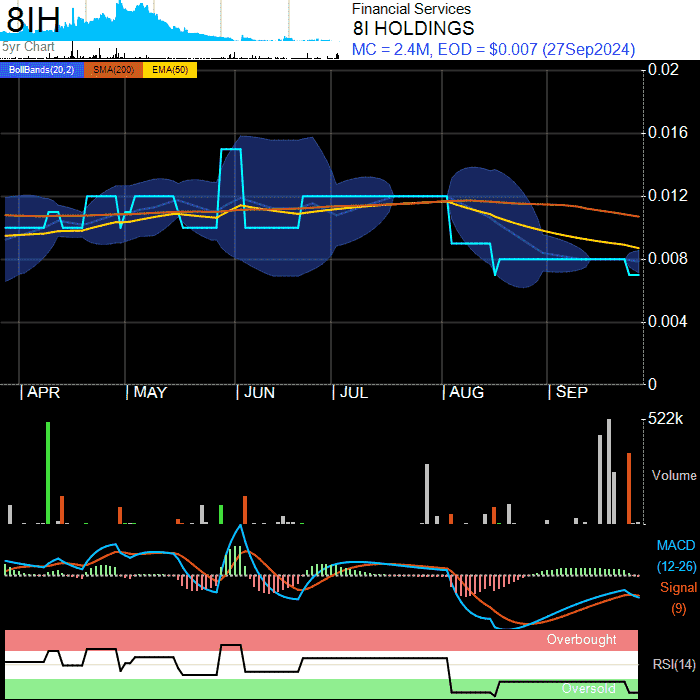 8IH
5yr Chart
Financial Services
8I HOLDINGS
MC = 2.4M, EOD = $0.007 (27Sep2024)
BollBands(20,2) SMA(200) EMA(50)
0.02
0.016
0.012
0.008
0.004
0
APR MAY JUN JUL AUG SEP
522k
Volume
MACD
(12-26)
Signal
(9)
Overbought
RSI(14)
Oversold